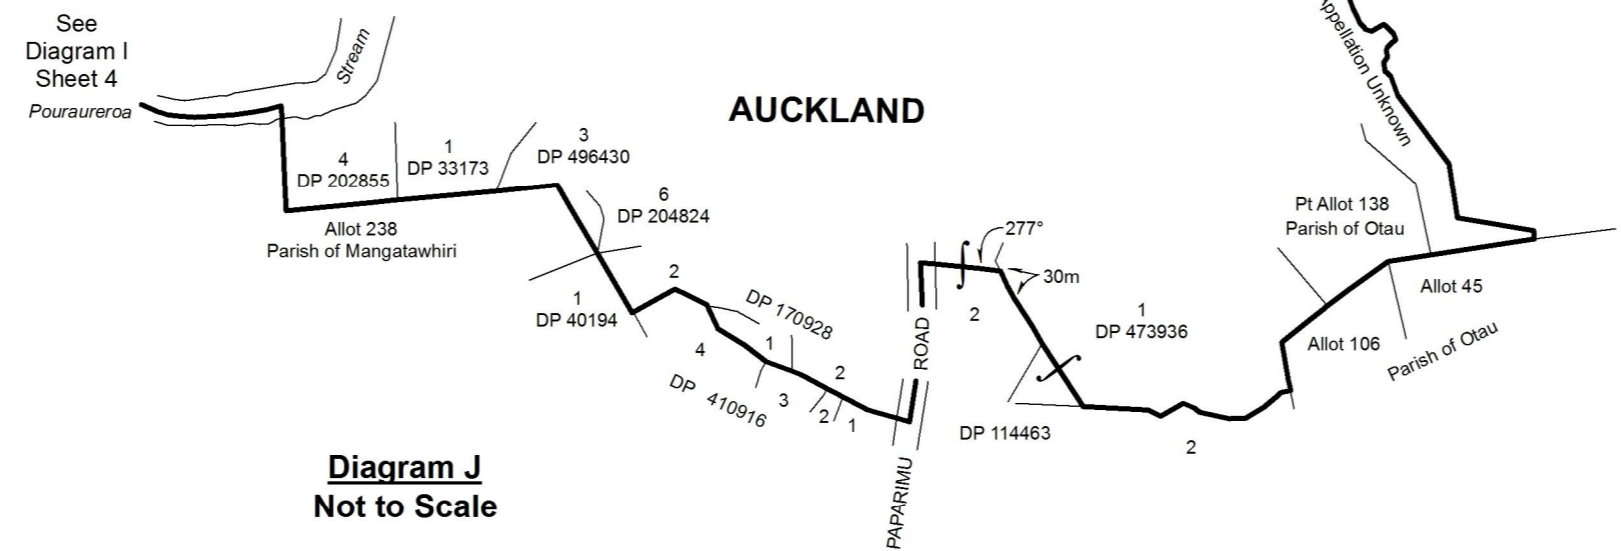 See
Diagram I
Sheet 4
Pouraureroa
Stream
AUCKLAND
Appellation Unknown
4
DP 202855
1
DP 33173
3
DP 496430
Allot 238
Parish of Mangatawhiri
6
DP 204824
1
DP 40194
2
DP 170928
4
1
2
DP 410916
3
2
1
PAPARIMU
ROAD
277°
30m
2
1
DP 473936
DP 114463
2
Pt Allot 138
Parish of Otau
Allot 45
Allot 106
Parish of Otau
Diagram J
Not to Scale